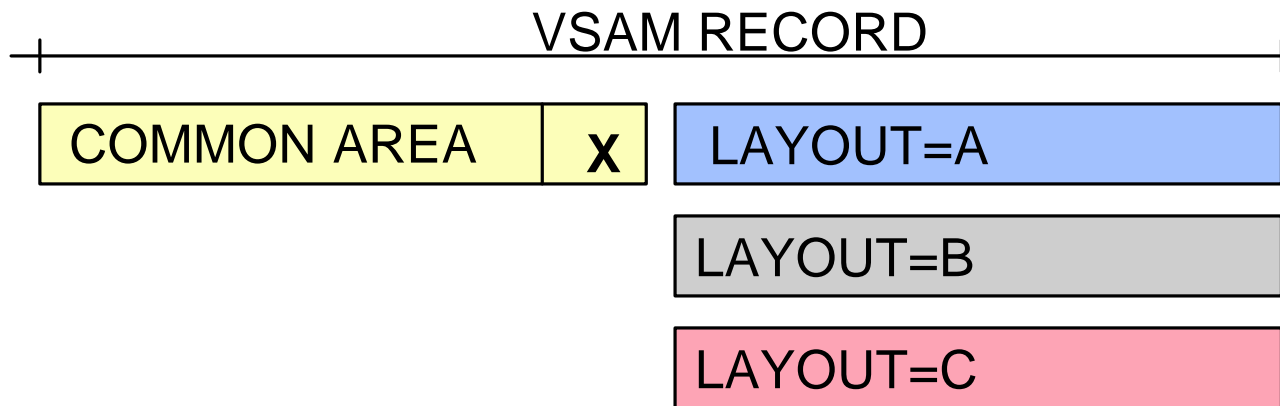 VSAM RECORD
COMMON AREA X LAYOUT=A
LAYOUT=B
LAYOUT=C